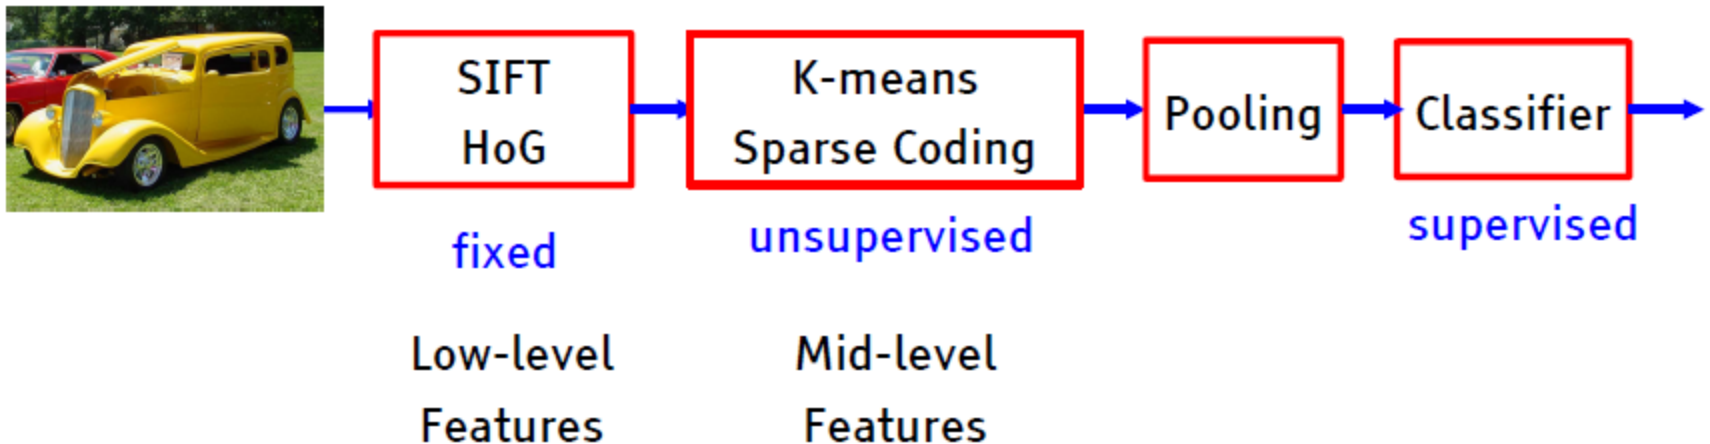 SIFT
HoG
K-means
Sparse Coding
Pooling
Classifier
fixed
unsupervised
supervised
Low-level
Features
Mid-level
Features